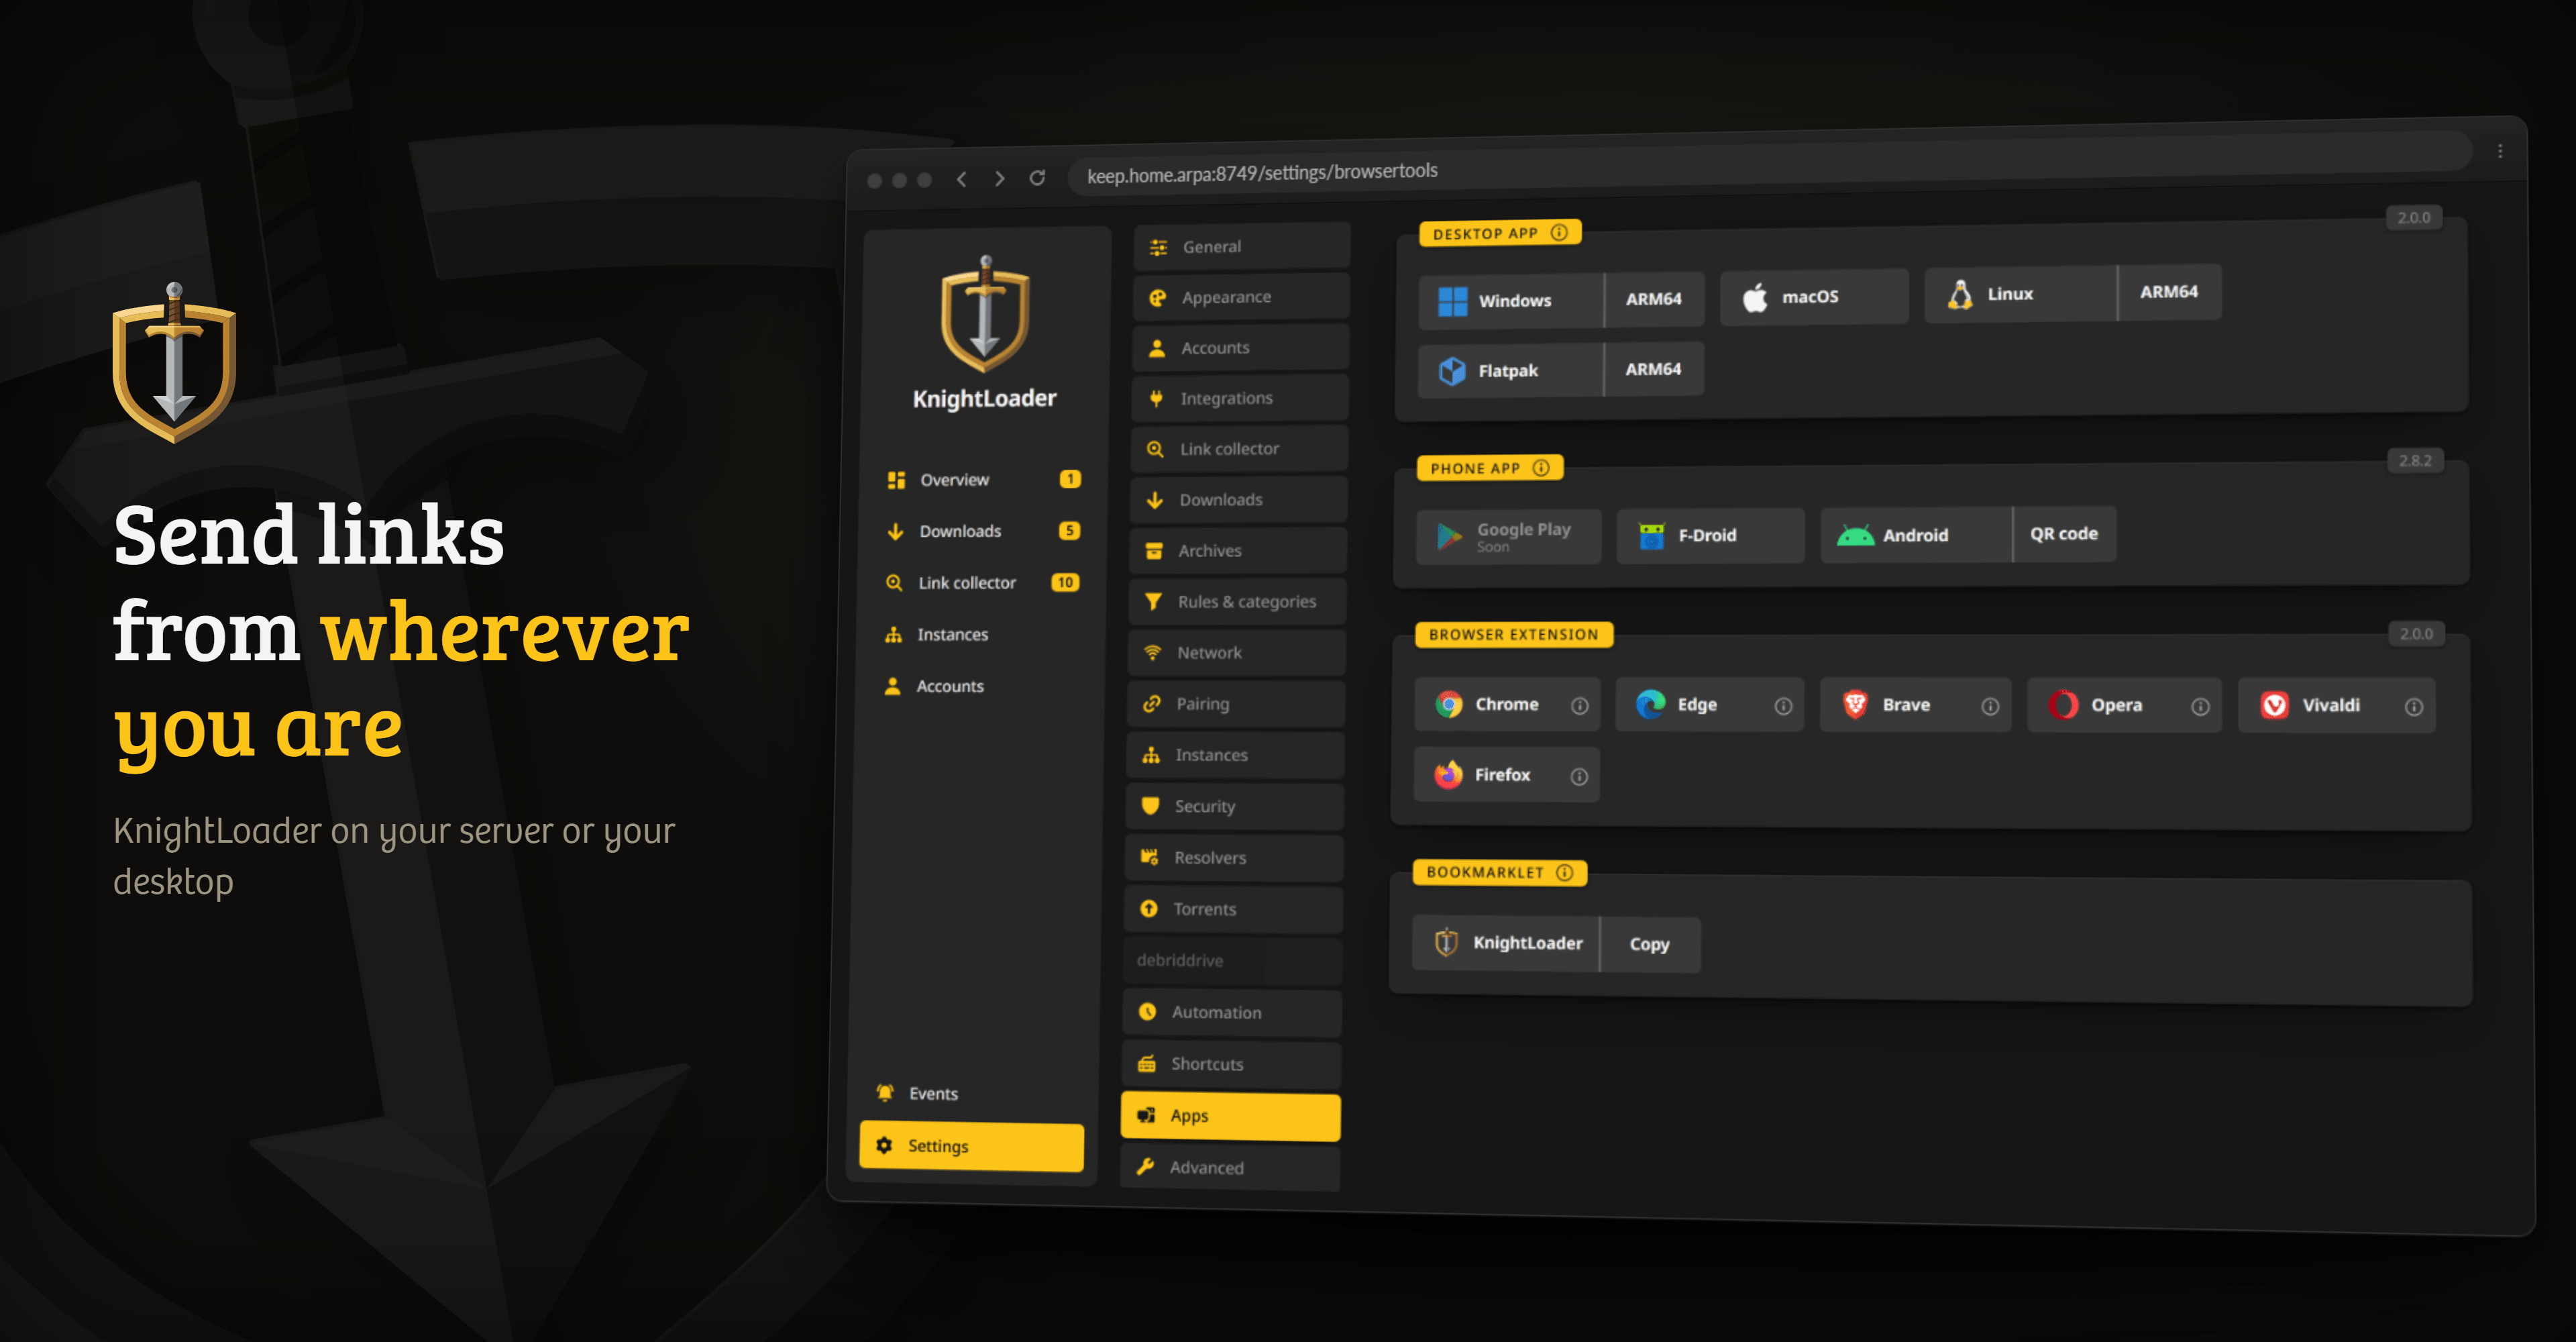 Send links
from wherever
you are
KnightLoader on your server or your
desktop
keep.home.arpa:8749/settings/browsertools
KnightLoader
Overview 1
Downloads 5
Link collector 10
Instances
Accounts
Events
Settings
General
Appearance
Accounts
Integrations
Link collector
Downloads
Archives
Rules & categories
Network
Pairing
Instances
Security
Resolvers
Torrents
debriddrive
Automation
Shortcuts
Apps
Advanced
DESKTOP APP 2.0.0
Windows ARM64 macOS Linux ARM64
Flatpak ARM64
PHONE APP 2.8.2
Google Play
Soon
F-Droid Android QR code
BROWSER EXTENSION 2.0.0
Chrome Edge Brave Opera Vivaldi
Firefox
BOOKMARKLET
KnightLoader Copy